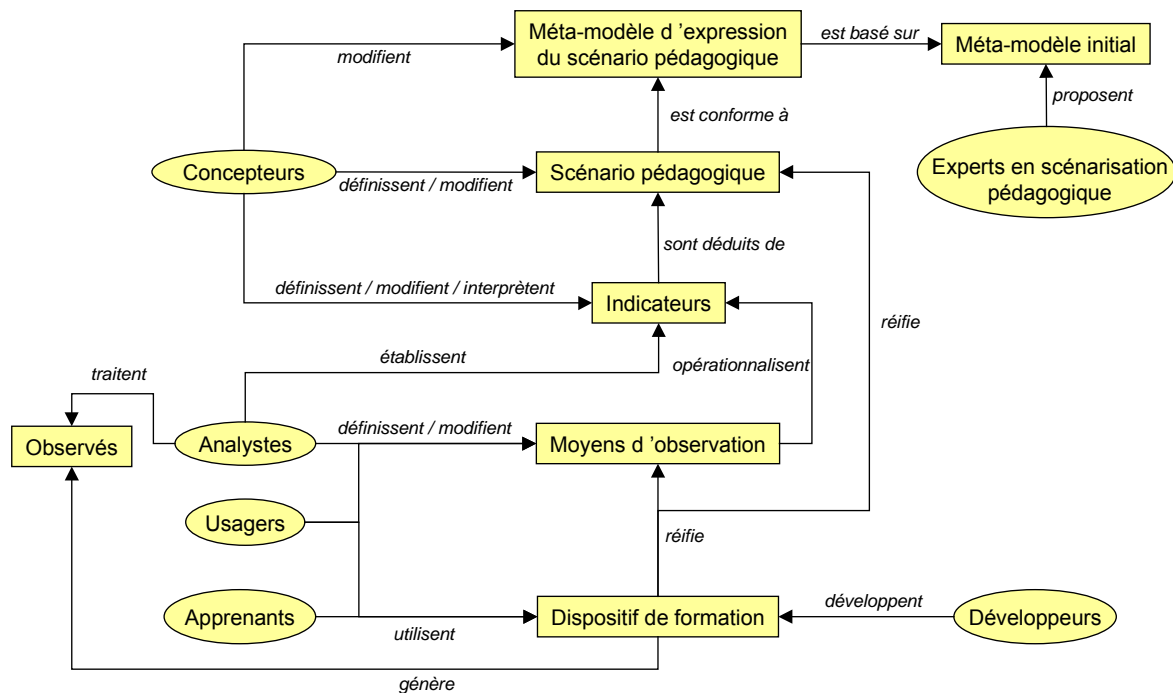 Méta-modèle d ’expression
du scénario pédagogique
est basé sur
Méta-modèle initial
modifient
proposent
est conforme à
Concepteurs
définissent / modifient
Scénario pédagogique
Experts en scénarisation
pédagogique
sont déduits de
définissent / modifient / interprètent
Indicateurs
réifie
établissent
opérationnalisent
traitent
Observés
Analystes
définissent / modifient
Moyens d ’observation
Usagers
réifie
Apprenants
utilisent
Dispositif de formation
développent
Développeurs
génère